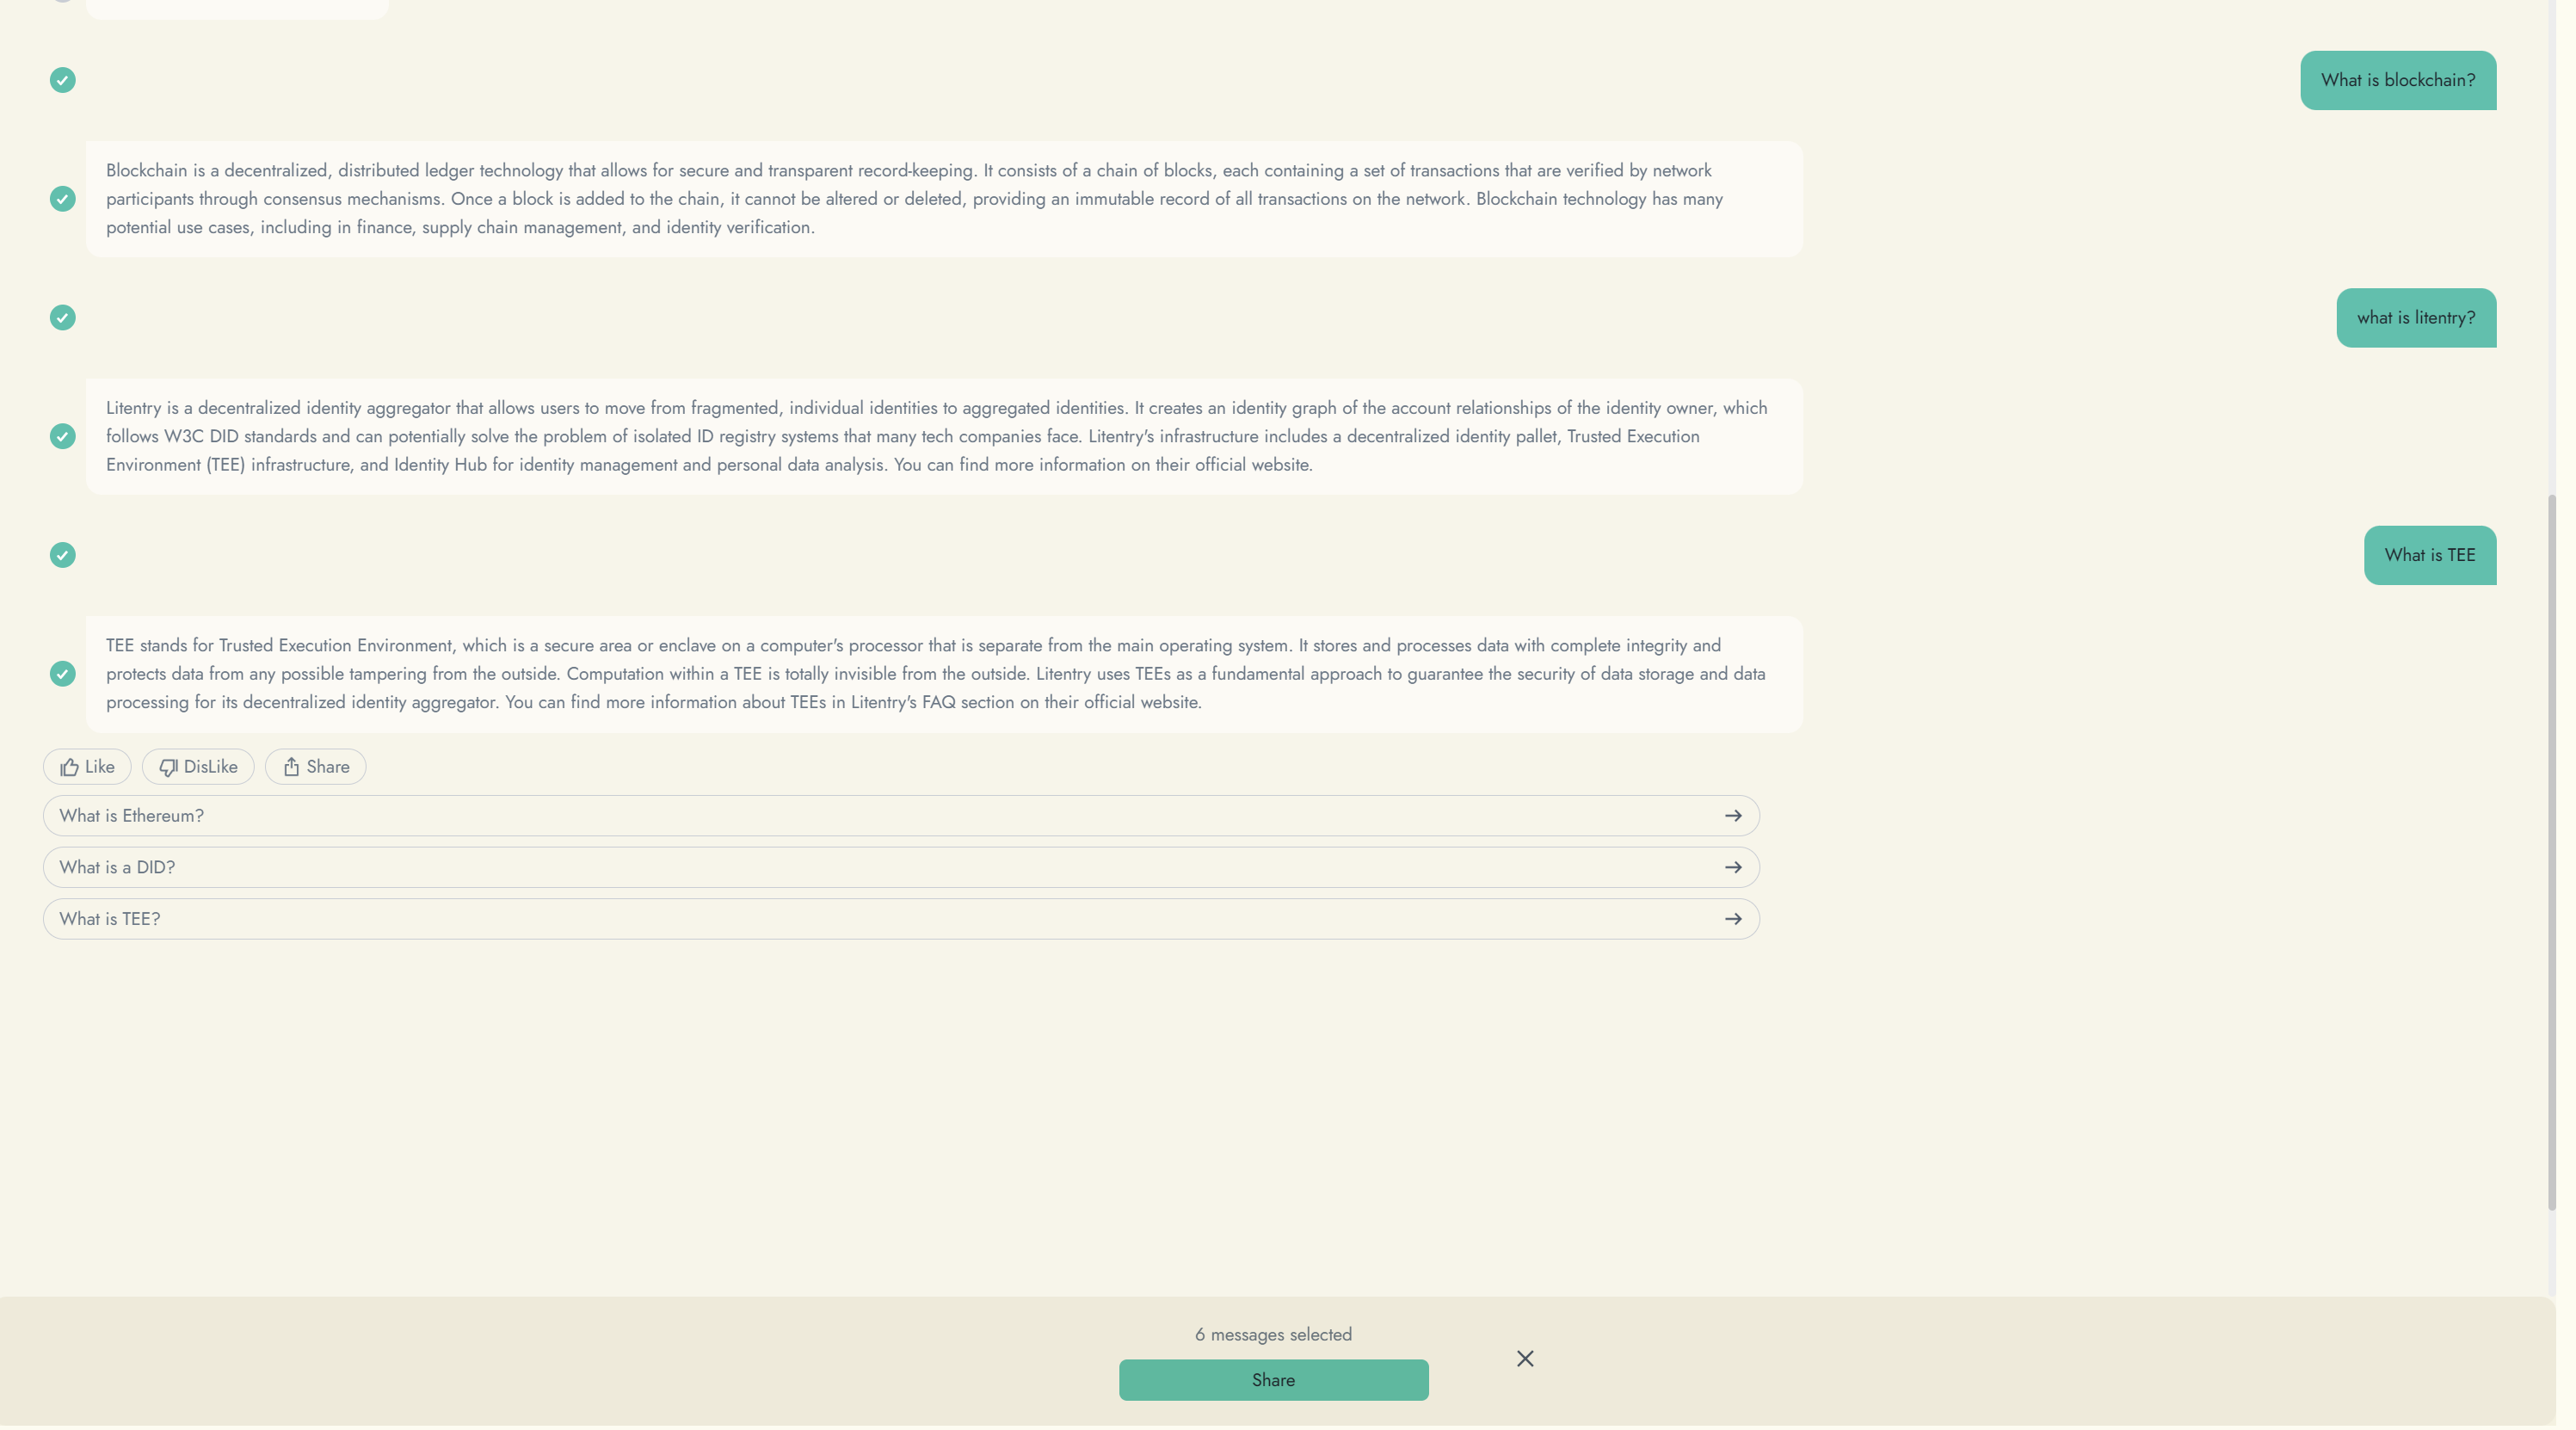 What is blockchain?
Blockchain is a decentralized, distributed ledger technology that allows for secure and transparent record-keeping. It consists of a chain of blocks, each containing a set of transactions that are verified by network
participants through consensus mechanisms. Once a block is added to the chain, it cannot be altered or deleted, providing an immutable record of all transactions on the network. Blockchain technology has many
potential use cases, including in finance, supply chain management, and identity verification.
what is litentry?
Litentry is a decentralized identity aggregator that allows users to move from fragmented, individual identities to aggregated identities. It creates an identity graph of the account relationships of the identity owner, which
follows W3C DID standards and can potentially solve the problem of isolated ID registry systems that many tech companies face. Litentry's infrastructure includes a decentralized identity pallet, Trusted Execution
Environment (TEE) infrastructure, and Identity Hub for identity management and personal data analysis. You can find more information on their official website.
What is TEE
TEE stands for Trusted Execution Environment, which is a secure area or enclave on a computer's processor that is separate from the main operating system. It stores and processes data with complete integrity and
protects data from any possible tampering from the outside. Computation within a TEE is totally invisible from the outside. Litentry uses TEEs as a fundamental approach to guarantee the security of data storage and data
processing for its decentralized identity aggregator. You can find more information about TEEs in Litentry's FAQ section on their official website.
Like DisLike Share
What is Ethereum?
What is a DID?
What is TEE?
6 messages selected
Share